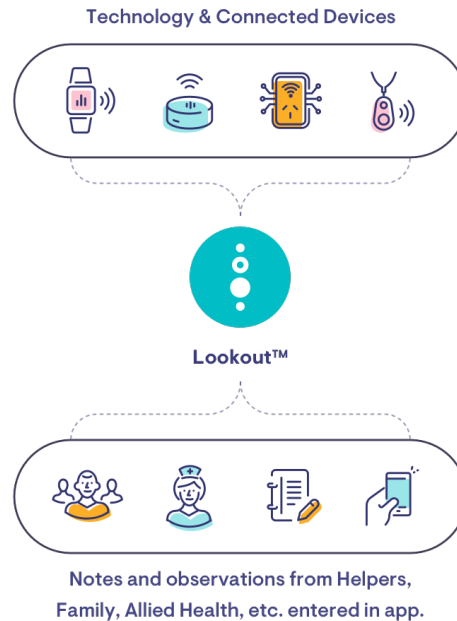 Technology & Connected Devices
Lookout™
Notes and observations from Helpers,
Family, Allied Health, etc. entered in app.